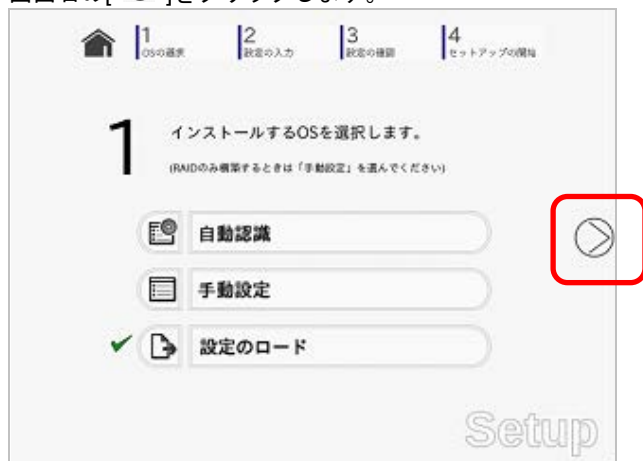 1
OSの選択
2
設定の入力
3
設定の確認
4
セットアップの開始
1
インストールするOSを選択します。
(RAIDのみ構築するときは「手動設定」を選んでください)
自動認識
手動設定
設定のロード
Setup